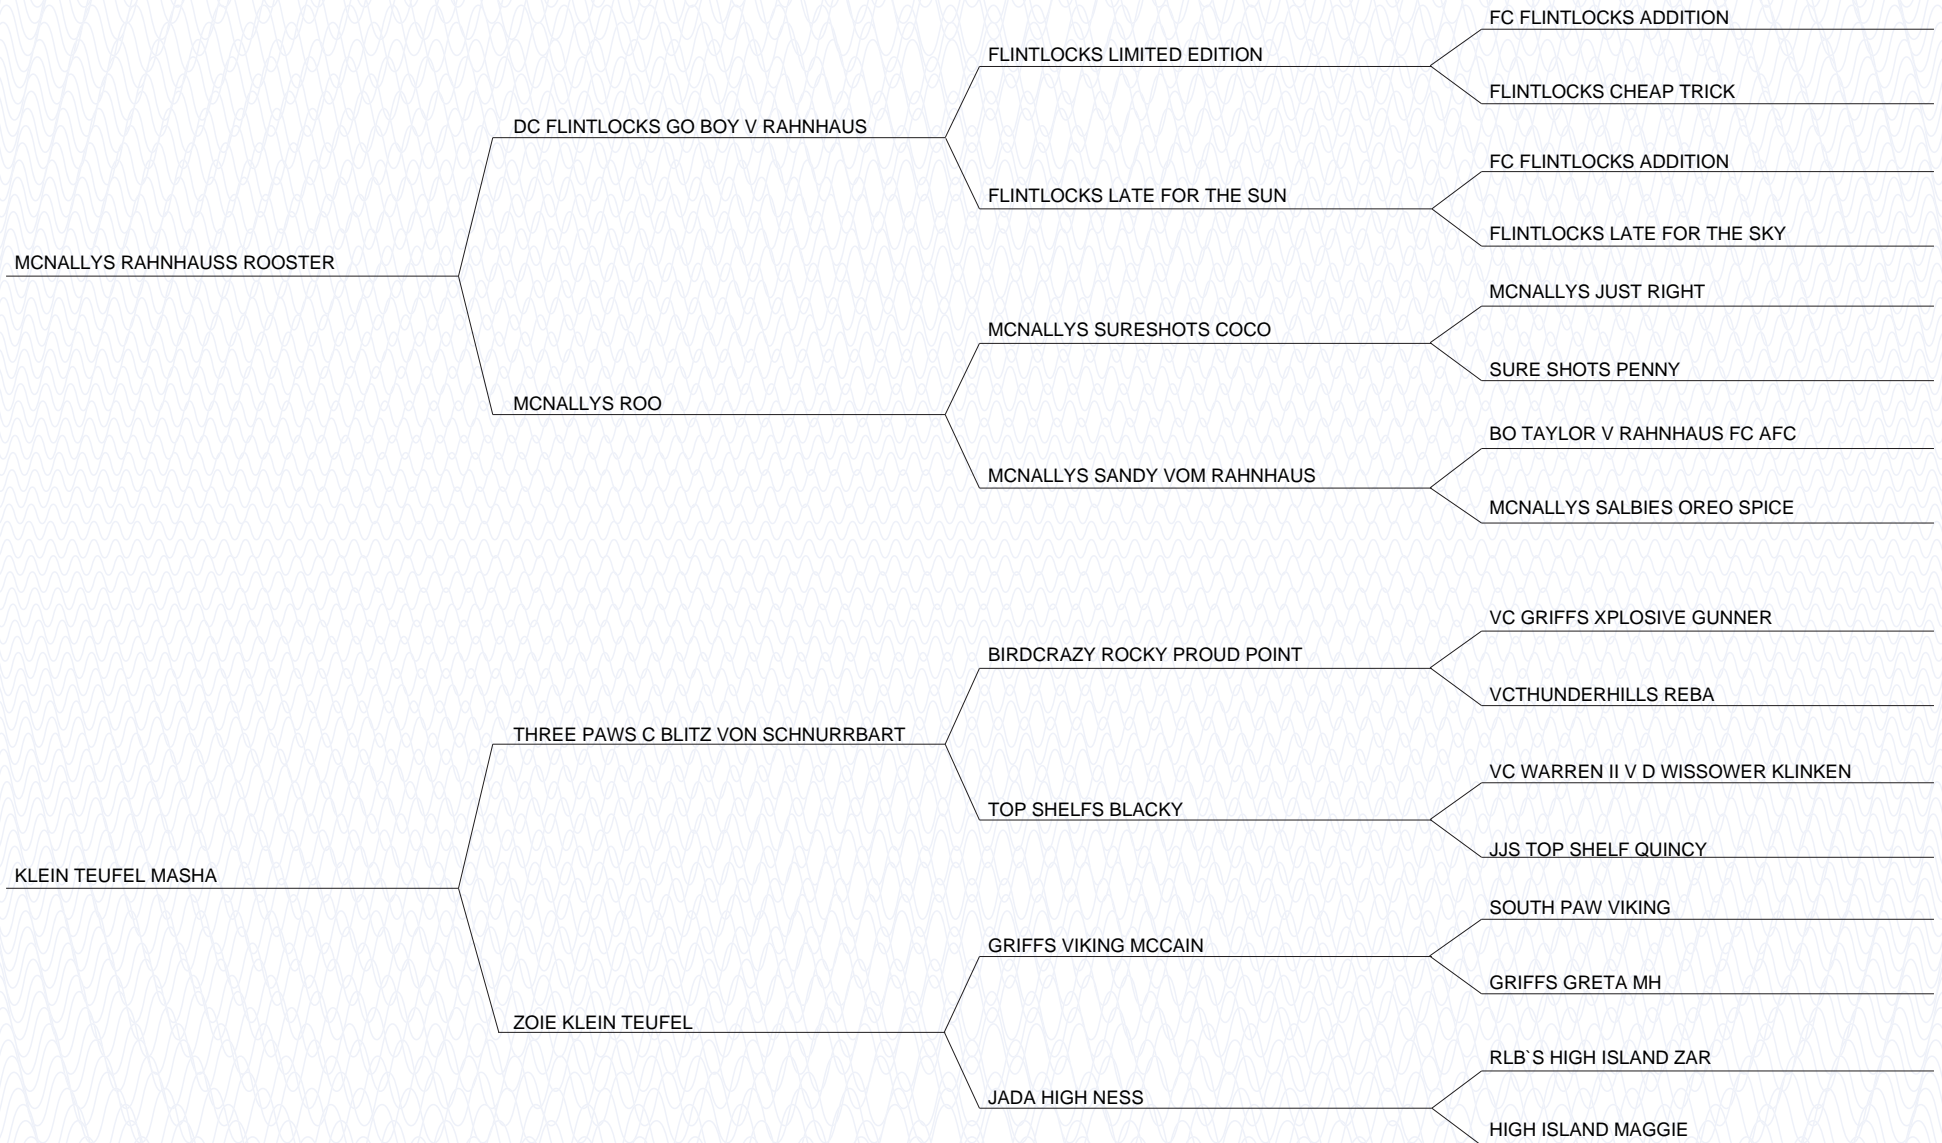 FC FLINTLOCKS ADDITION
FLINTLOCKS LIMITED EDITION
FLINTLOCKS CHEAP TRICK
DC FLINTLOCKS GO BOY V RAHNHAUS
FC FLINTLOCKS ADDITION
FLINTLOCKS LATE FOR THE SUN
FLINTLOCKS LATE FOR THE SKY
MCNALLYS RAHNHAUSS ROOSTER
MCNALLYS JUST RIGHT
MCNALLYS SURESHOTS COCO
SURE SHOTS PENNY
MCNALLYS ROO
BO TAYLOR V RAHNHAUS FC AFC
MCNALLYS SANDY VOM RAHNHAUS
MCNALLYS SALBIES OREO SPICE
VC GRIFFS XPLOSIVE GUNNER
BIRDCRAZY ROCKY PROUD POINT
VCTHUNDERHILLS REBA
THREE PAWS C BLITZ VON SCHNURRBART
VC WARREN II V D WISSOWER KLINKEN
TOP SHELFS BLACKY
JJS TOP SHELF QUINCY
KLEIN TEUFEL MASHA
SOUTH PAW VIKING
GRIFFS VIKING MCCAIN
GRIFFS GRETA MH
ZOIE KLEIN TEUFEL
RLB`S HIGH ISLAND ZAR
JADA HIGH NESS
HIGH ISLAND MAGGIE